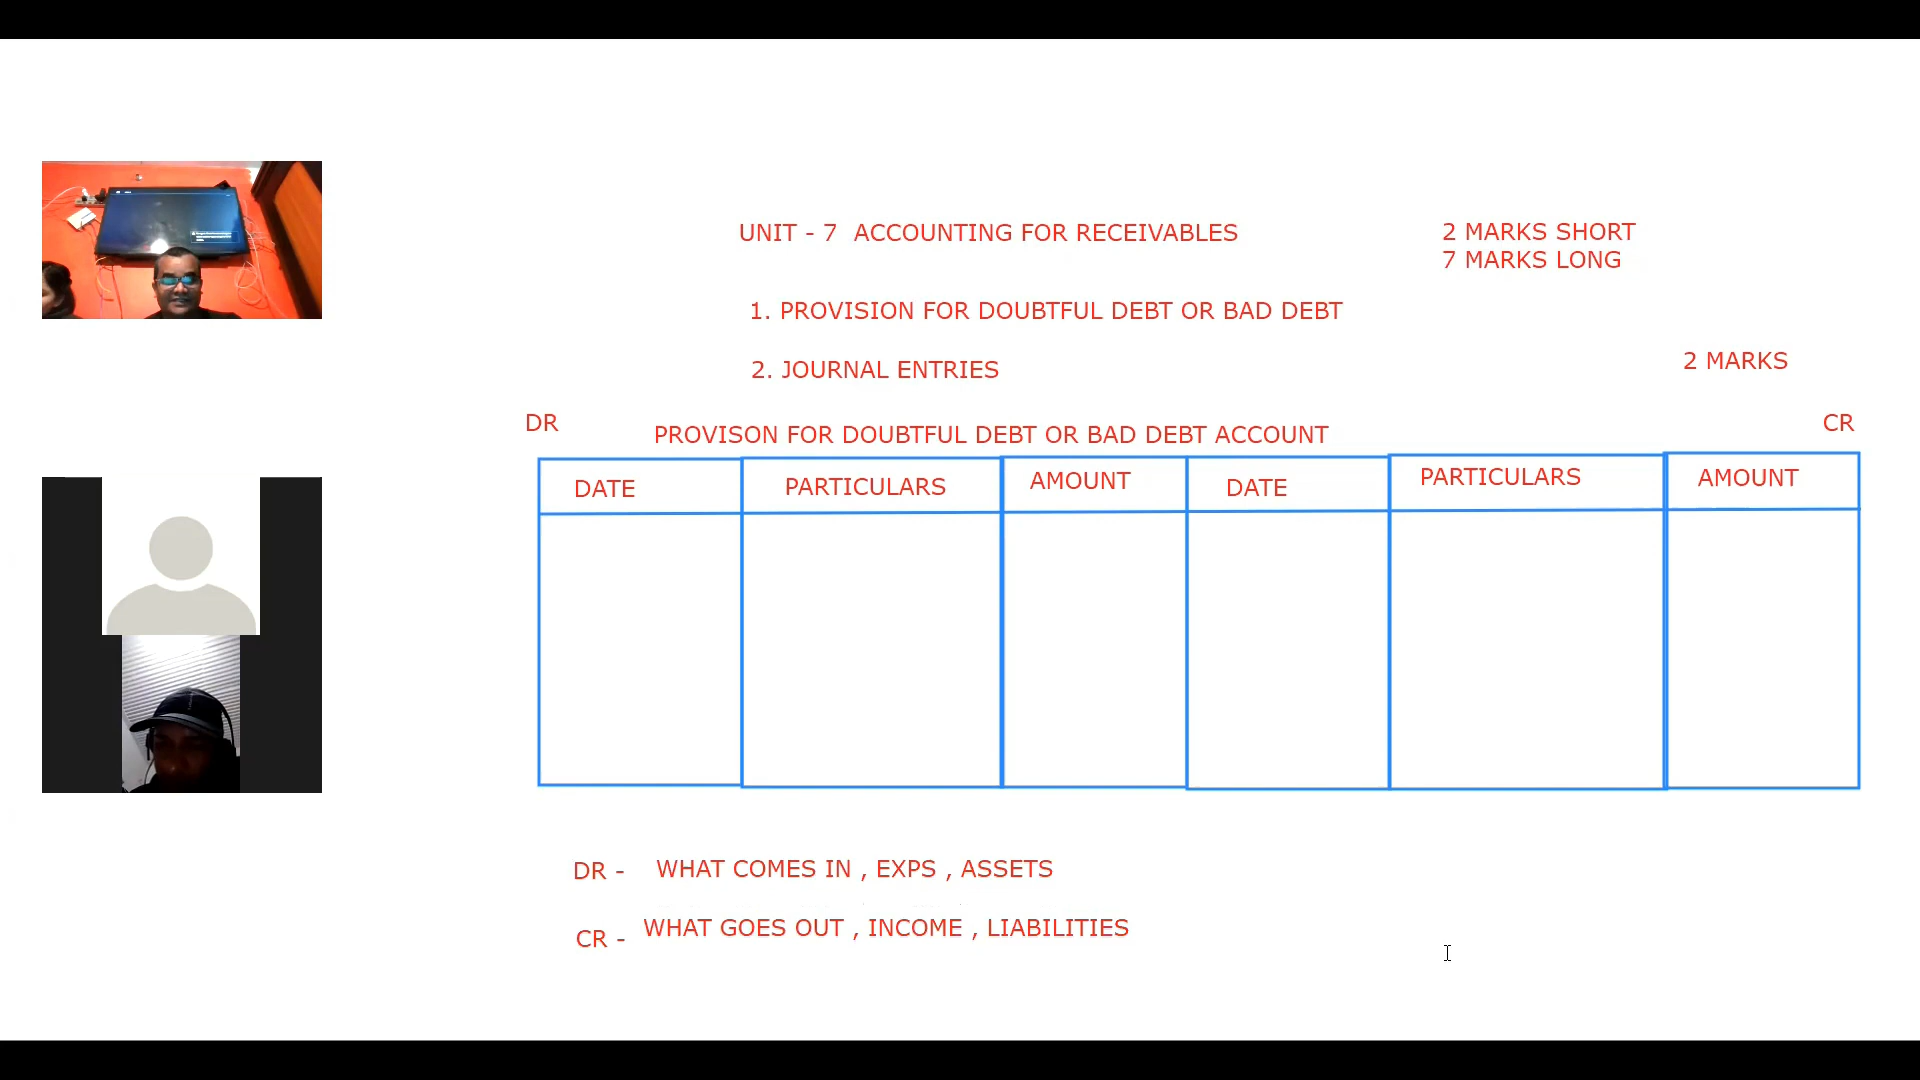 UNIT - 7 ACCOUNTING FOR RECEIVABLES
2 MARKS SHORT
7 MARKS LONG
1. PROVISION FOR DOUBTFUL DEBT OR BAD DEBT
2. JOURNAL ENTRIES
2 MARKS
DR
PROVISON FOR DOUBTFUL DEBT OR BAD DEBT ACCOUNT
CR
DATE PARTICULARS AMOUNT DATE PARTICULARS AMOUNT
DR - WHAT COMES IN , EXPS , ASSETS
CR - WHAT GOES OUT , INCOME , LIABILITIES